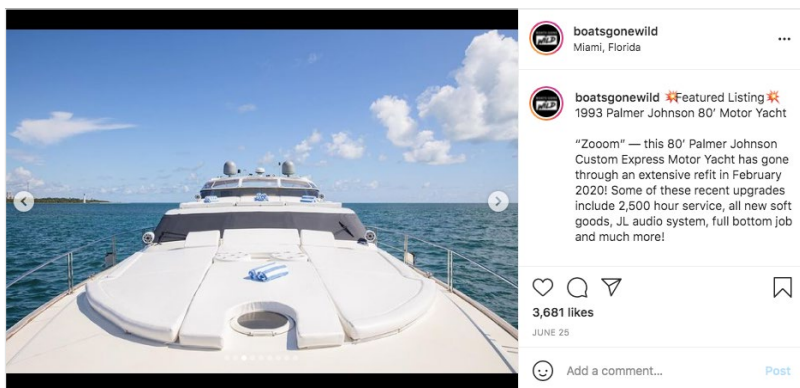 boatsgonewild
Miami, Florida
boatsgonewild 💥Featured Listing💥
1993 Palmer Johnson 80’ Motor Yacht
“Zooom” — this 80’ Palmer Johnson
Custom Express Motor Yacht has gone
through an extensive refit in February
2020! Some of these recent upgrades
include 2,500 hour service, all new soft
goods, JL audio system, full bottom job
and much more!
3,681 likes
JUNE 25
Add a comment...
Post